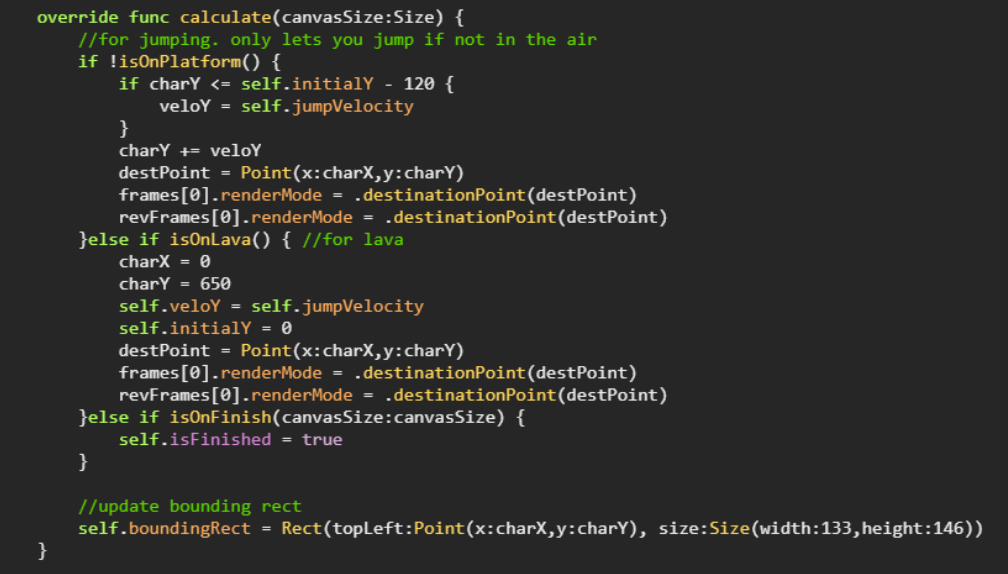 override func calculate(canvasSize:Size) {
    //for jumping. only lets you jump if not in the air
    if !isOnPlatform() {
        if charY <= self.initialY - 120 {
            veloY = self.jumpVelocity
        }
        charY += veloY
        destPoint = Point(x:charX,y:charY)
        frames[0].renderMode = .destinationPoint(destPoint)
        revFrames[0].renderMode = .destinationPoint(destPoint)
    }else if isOnLava() { //for lava
        charX = 0
        charY = 650
        self.veloY = self.jumpVelocity
        self.initialY = 0
        destPoint = Point(x:charX,y:charY)
        frames[0].renderMode = .destinationPoint(destPoint)
        revFrames[0].renderMode = .destinationPoint(destPoint)
    }else if isOnFinish(canvasSize:canvasSize) {
        self.isFinished = true
    }

    //update bounding rect
    self.boundingRect = Rect(topLeft:Point(x:charX,y:charY), size:Size(width:133,height:146))
}